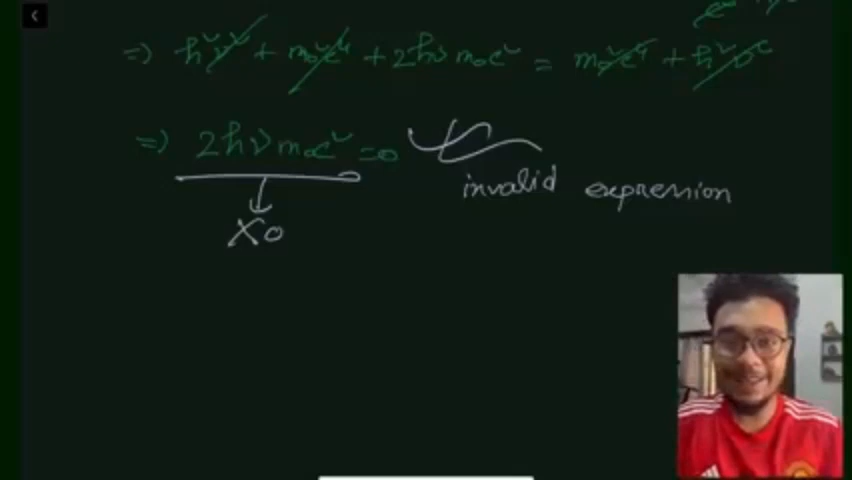 =) h²ν² + m₀²c⁴ + 2hν m₀c² = m₀²c⁴ + h²ν²
=) 2hν m₀c² = 0
invalid expression
X0